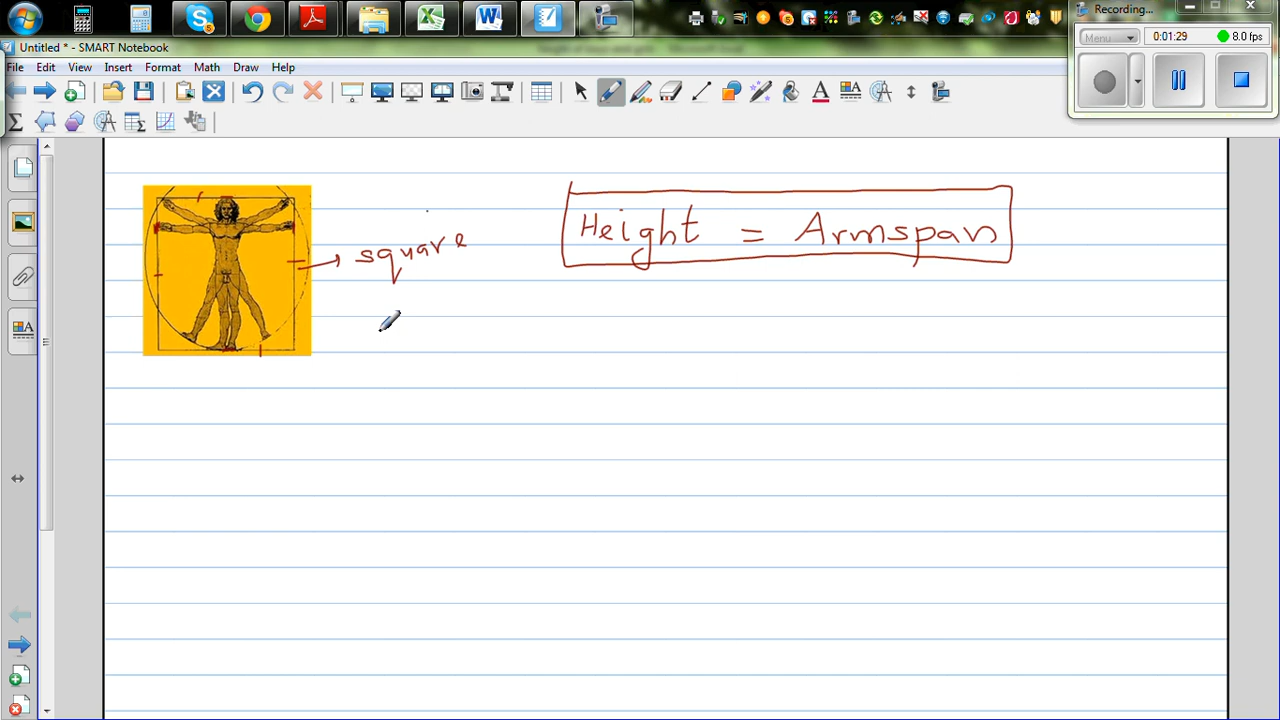 Recording...
Untitled * - SMART Notebook
Menu
0:01:29
8.0 fps
File Edit View Insert Format Math Draw Help
Height = Armspan
square